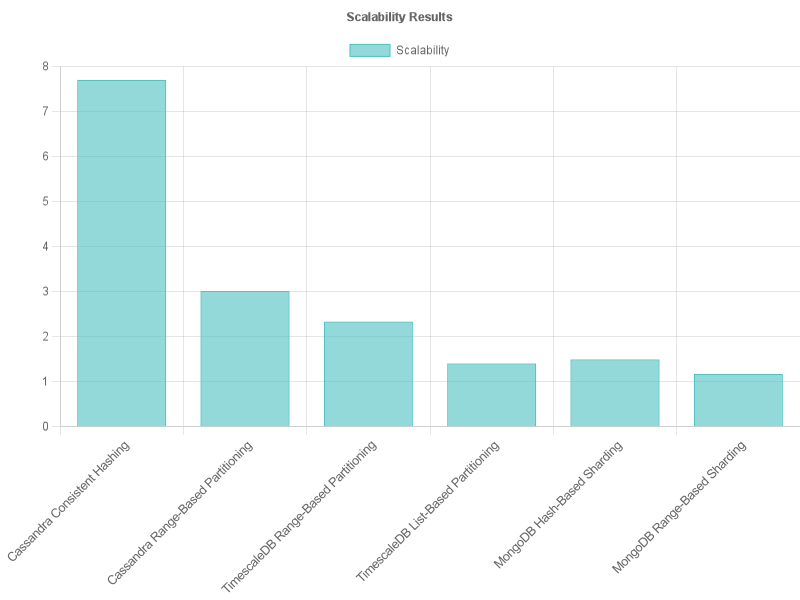 Scalability Results
Scalability
8
7
6
5
4
3
2
1
0
Cassandra Consistent Hashing
Cassandra Range-Based Partitioning
TimescaleDB Range-Based Partitioning
TimescaleDB List-Based Partitioning
MongoDB Hash-Based Sharding
MongoDB Range-Based Sharding